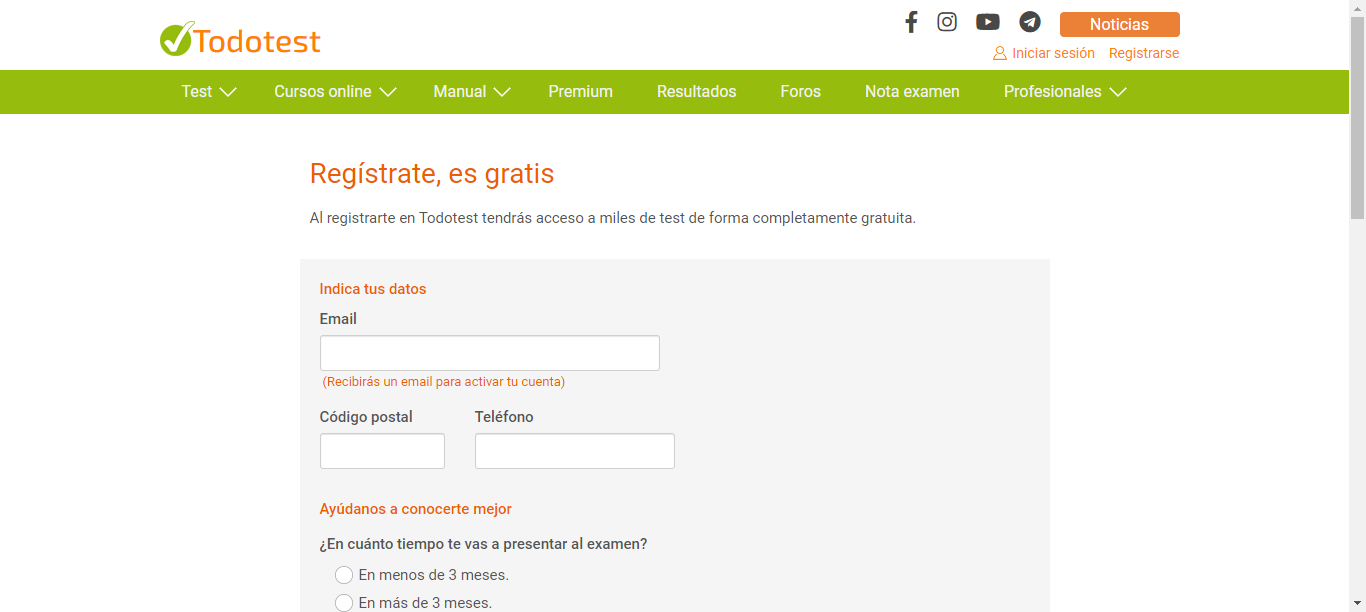 Todotest
Noticias
Iniciar sesión Registrarse
Test Cursos online Manual Premium Resultados Foros Nota examen Profesionales
Regístrate, es gratis
Al registrarte en Todotest tendrás acceso a miles de test de forma completamente gratuita.
Indica tus datos
Email
(Recibirás un email para activar tu cuenta)
Código postal Teléfono
Ayúdanos a conocerte mejor
¿En cuánto tiempo te vas a presentar al examen?
En menos de 3 meses.
En más de 3 meses.